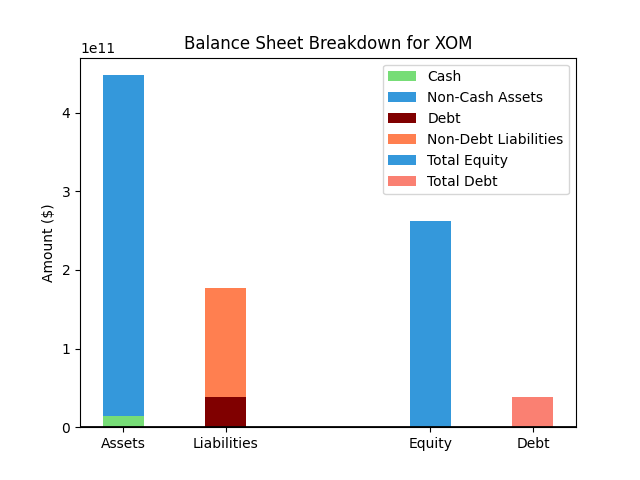 Balance Sheet Breakdown for XOM
1e11
Cash
Non-Cash Assets
Debt
Non-Debt Liabilities
Total Equity
Total Debt
4
3
2
1
0
Amount ($)
Assets Liabilities Equity Debt